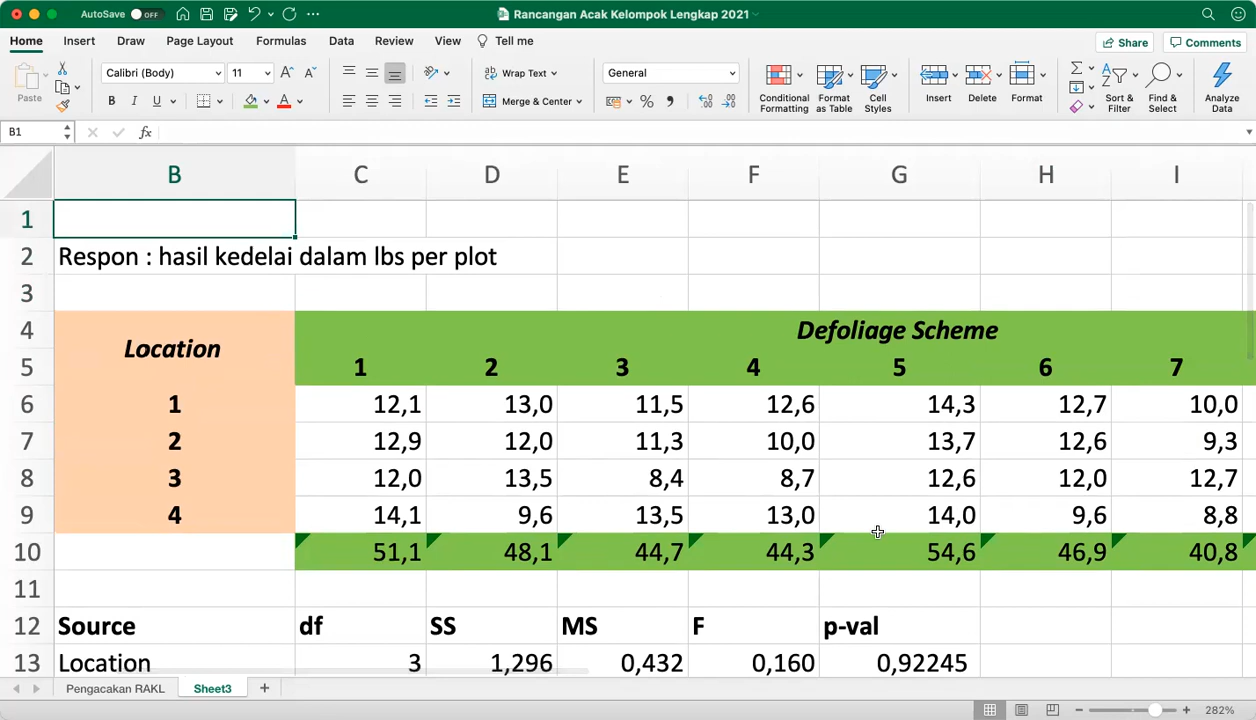 AutoSave OFF Rancangan Acak Kelompok Lengkap 2021
Home Insert Draw Page Layout Formulas Data Review View Tell me Share Comments
Paste Calibri (Body) 11 A A Wrap Text General Conditional Formatting Format as Table Cell Styles Insert Delete Format Sort & Filter Find & Select Analyze Data
B I U A Merge & Center %
B1 fx
B C D E F G H I
1
2 Respon : hasil kedelai dalam lbs per plot
3
4 Location Defoliage Scheme
5 1 2 3 4 5 6 7
6 1 12,1 13,0 11,5 12,6 14,3 12,7 10,0
7 2 12,9 12,0 11,3 10,0 13,7 12,6 9,3
8 3 12,0 13,5 8,4 8,7 12,6 12,0 12,7
9 4 14,1 9,6 13,5 13,0 14,0 9,6 8,8
10 51,1 48,1 44,7 44,3 54,6 46,9 40,8
11
12 Source df SS MS F p-val
13 Location 3 1,296 0,432 0,160 0,92245
Pengacakan RAKL Sheet3 +
282%